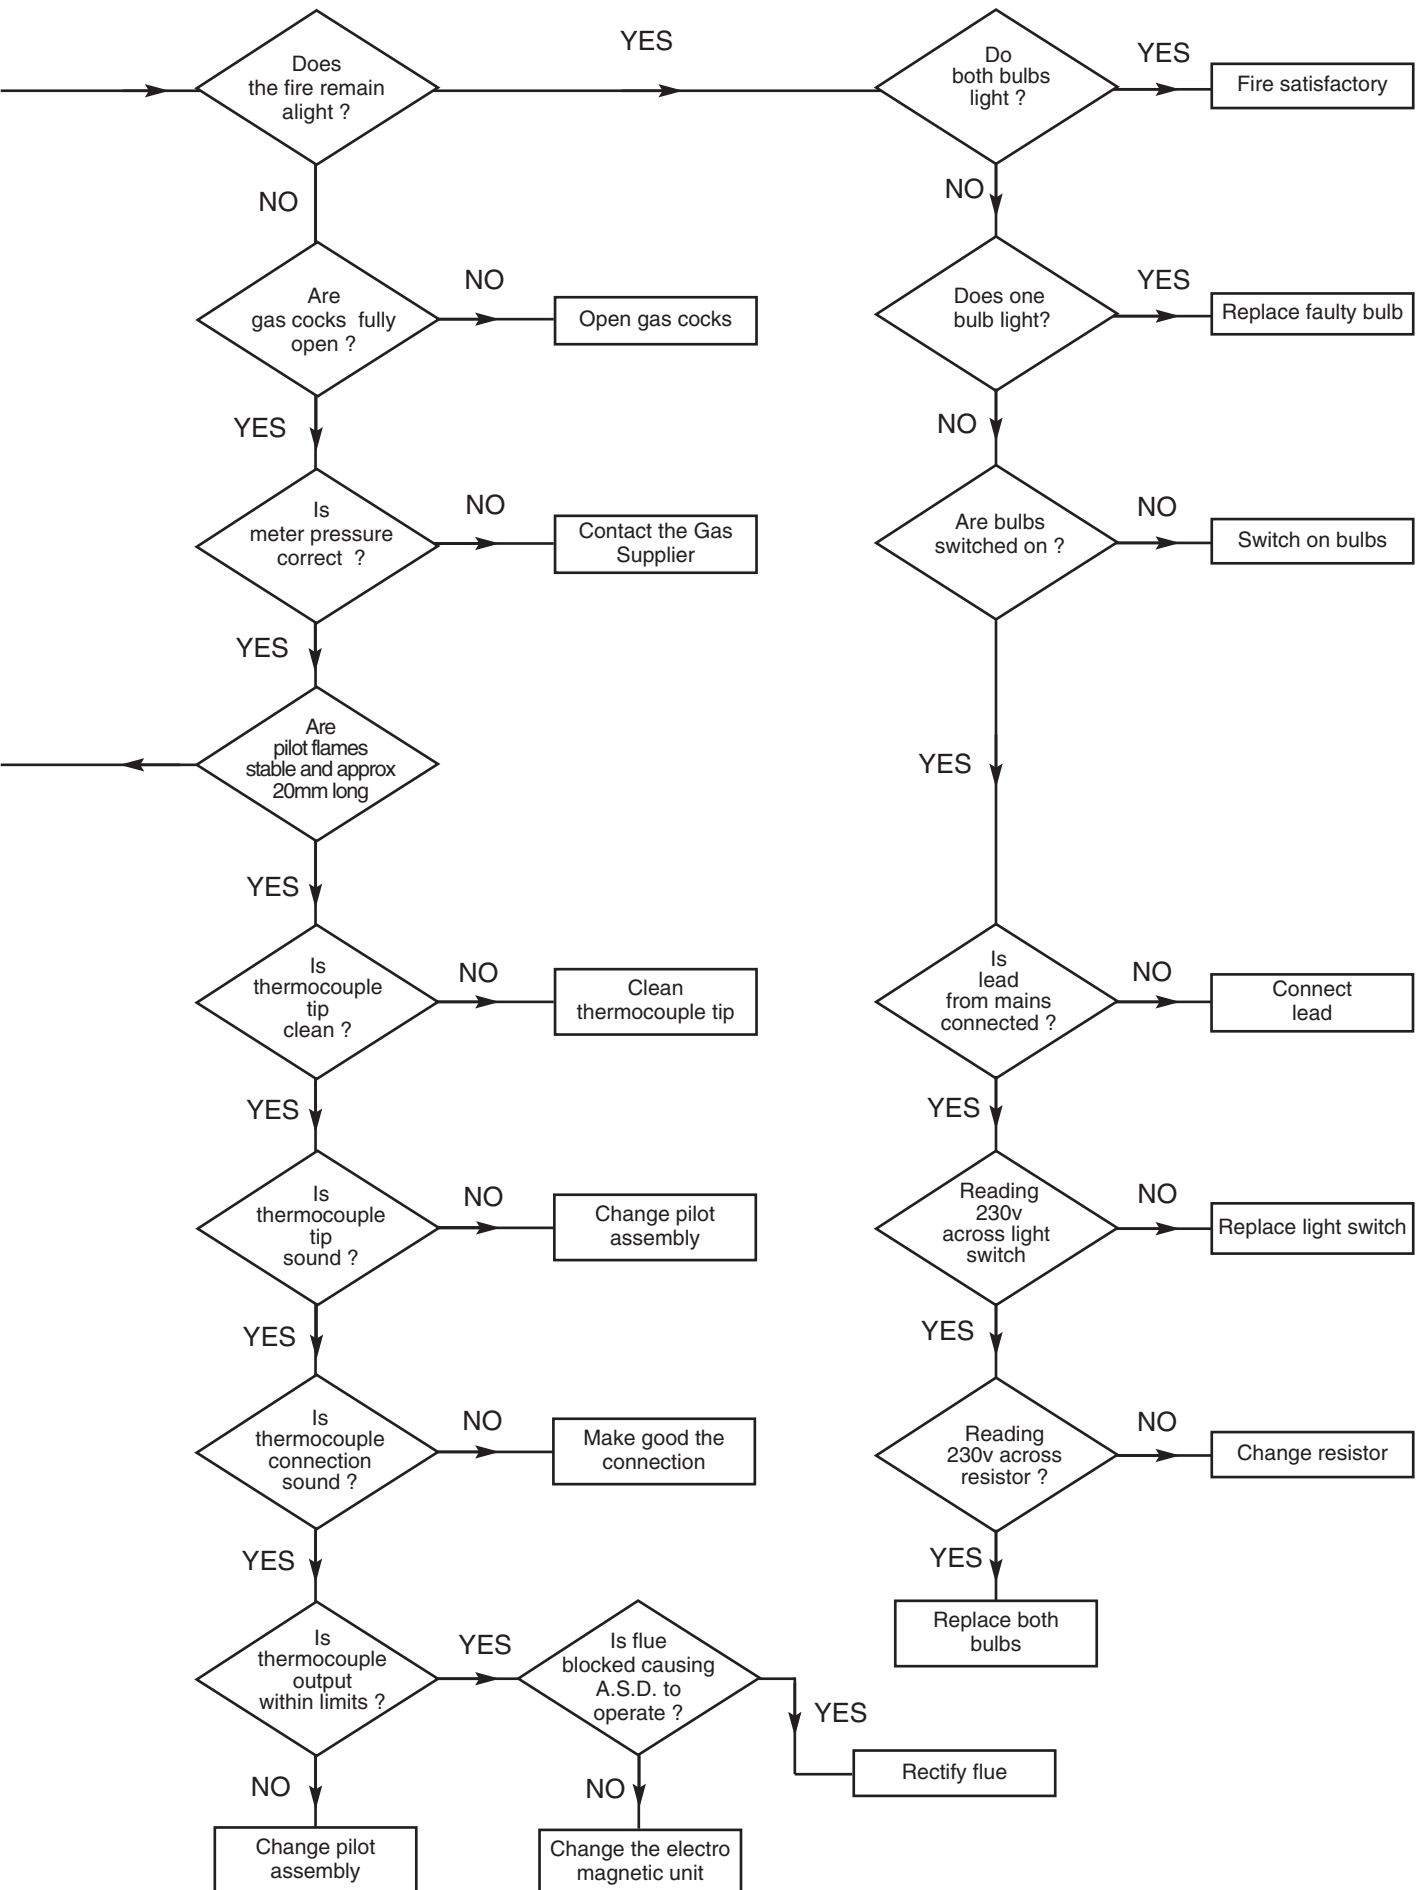 Does
the fire remain
alight ?
YES
Do
both bulbs
light ?
YES
Fire satisfactory
NO
NO
Are
gas cocks fully
open ?
NO
Open gas cocks
Does one
bulb light?
YES
Replace faulty bulb
YES
NO
Is
meter pressure
correct ?
NO
Contact the Gas
Supplier
Are bulbs
switched on ?
NO
Switch on bulbs
YES
Are
pilot flames
stable and approx
20mm long
YES
YES
Is
thermocouple
tip
clean ?
NO
Clean
thermocouple tip
Is
lead
from mains
connected ?
NO
Connect
lead
YES
YES
Is
thermocouple
tip
sound ?
NO
Change pilot
assembly
Reading
230v
across light
switch
NO
Replace light switch
YES
YES
Is
thermocouple
connection
sound ?
NO
Make good the
connection
Reading
230v across
resistor ?
NO
Change resistor
YES
YES
Replace both
bulbs
Is
thermocouple
output
within limits ?
YES
Is flue
blocked causing
A.S.D. to
operate ?
YES
Rectify flue
NO
NO
Change pilot
assembly
Change the electro
magnetic unit